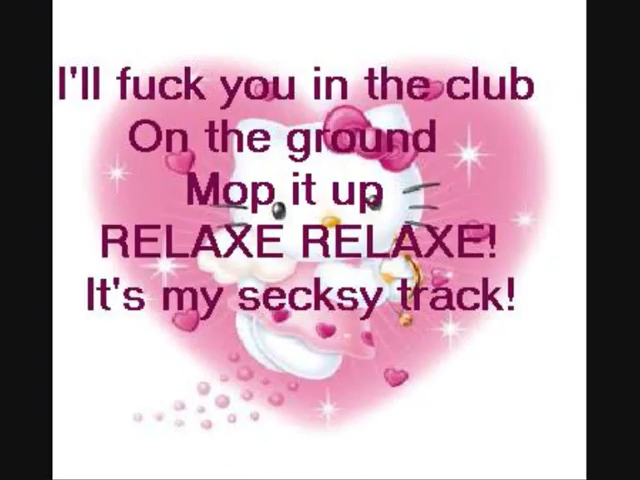 I'll fuck you in the club
On the ground
Mop it up
RELAXE RELAXE!
It's my secksy track!